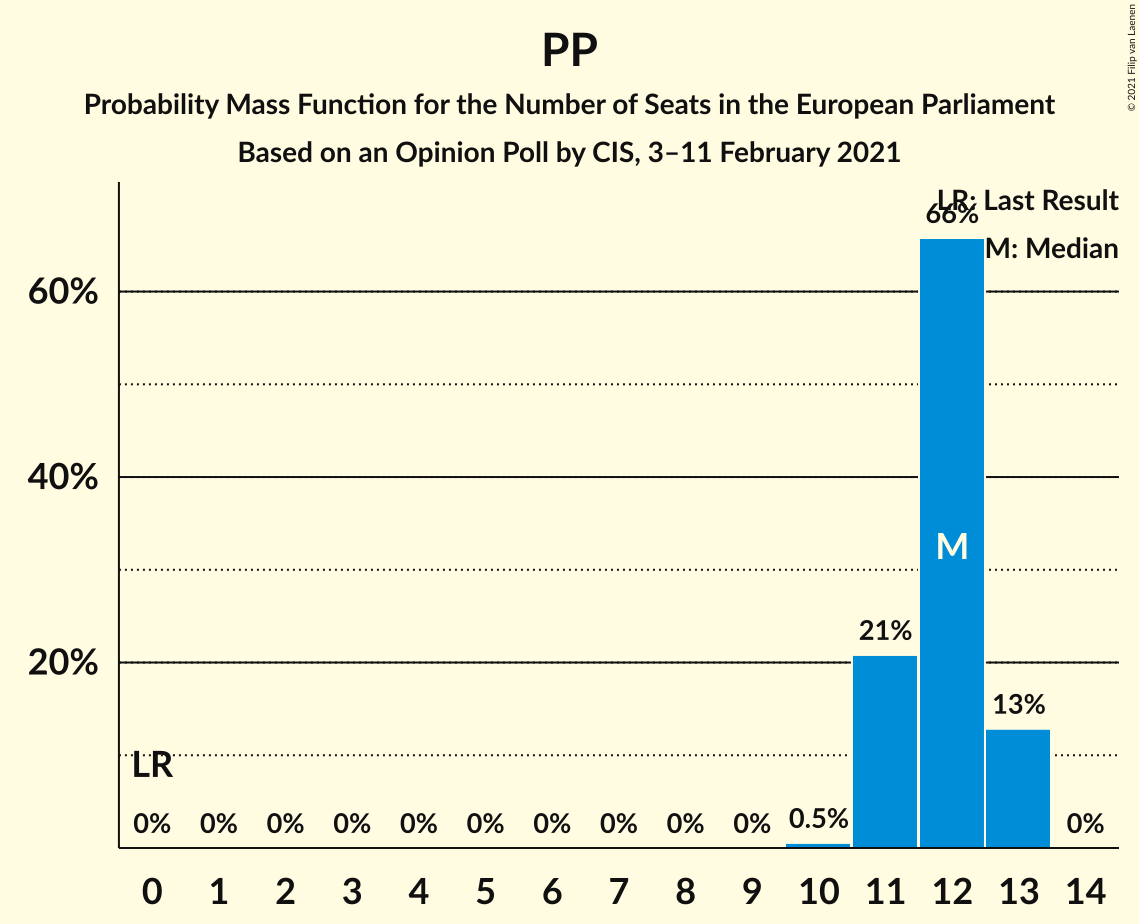 PP
Probability Mass Function for the Number of Seats in the European Parliament
Based on an Opinion Poll by CIS, 3–11 February 2021
© 2021 Filip van Laenen
LR: Last Result
M: Median
66%
60%
40%
20%
M
21%
13%
LR
0% 0% 0% 0% 0% 0% 0% 0% 0% 0% 0.5% 0%
0 1 2 3 4 5 6 7 8 9 10 11 12 13 14